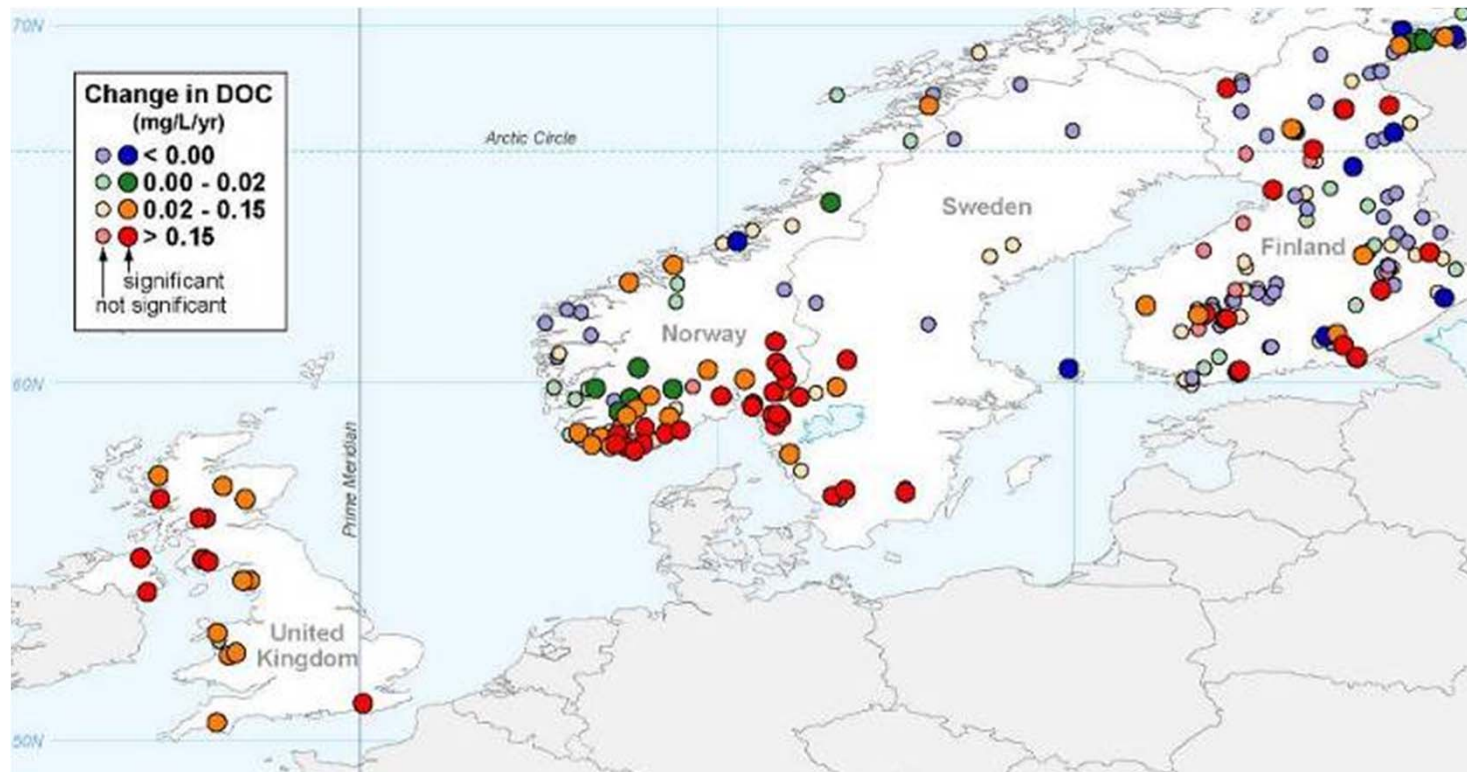 70N
Change in DOC
(mg/L/yr)
< 0.00
0.00 - 0.02
0.02 - 0.15
> 0.15
significant
not significant
Arctic Circle
Sweden
Finland
Norway
60N
Prime Meridian
United
Kingdom
50N